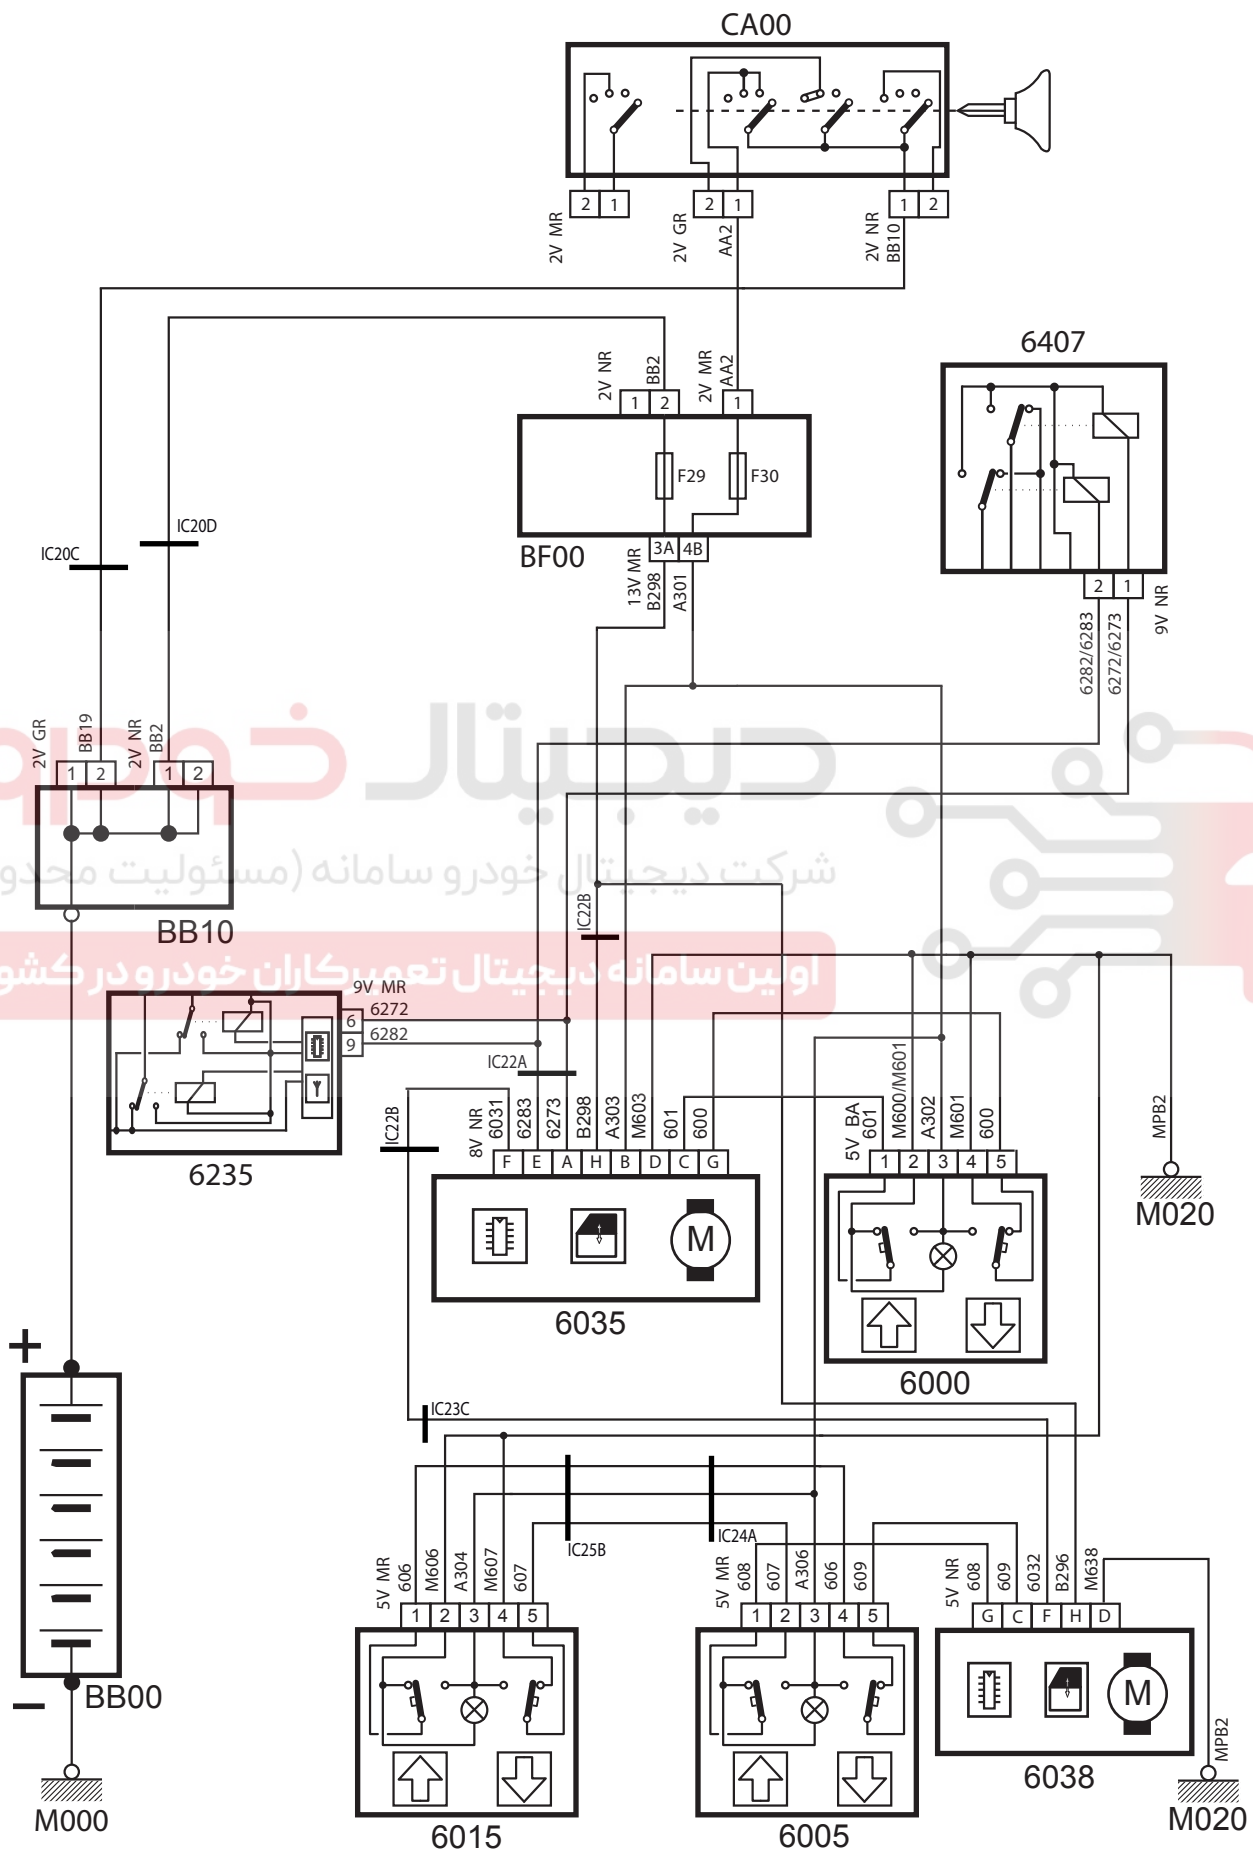 CA00
2 1
2 1
1 2
2V MR
2V GR
AA2
2V NR
BB10
6407
2V NR
BB2
2V MR
AA2
1 2
1
F29
F30
IC20D
IC20C
BF00
3A 4B
13V MR
B298
A301
2 1
9V NR
6282/6283
6272/6273
دیجیتال خودرو
2V GR
BB19
2V NR
BB2
1 2
1 2
شرکت دیجیتال خودرو سامانه (مسئولیت محدو
IC22B
BB10
اولین سامانه دیجیتال تعمیرکاران خودرو در کشو
9V MR
6 6272
9 6282
IC22A
6235
IC22B
8V NR
6031
6283
6273
B298
A303
M603
601
600
F E A H B D C G
5V BA
601
M600/M601
A302
M601
600
1 2 3 4 5
MPB2
M020
M
6035
6000
+
IC23C
IC25B
IC24A
5V MR
606
M606
A304
M607
607
1 2 3 4 5
5V MR
608
607
A306
606
609
1 2 3 4 5
5V NR
608
609
6032
B296
M638
G C F H D
BB00
M
6038
MPB2
M000
6015
6005
M020